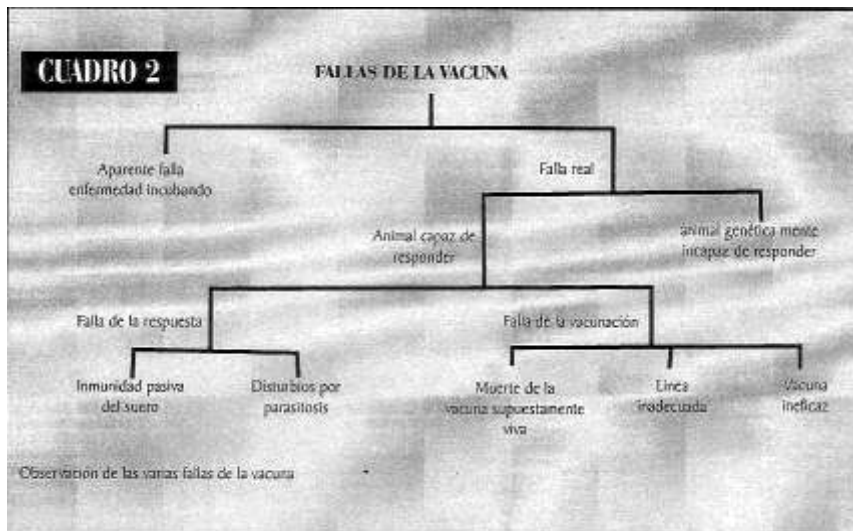 CUADRO 2
FALLAS DE LA VACUNA
Aparente falla
enfermedad incubando
Falla real
Animal capaz de
responder
animal genética mente
incapaz de responder
Falla de la respuesta
Falla de la vacunación
Inmunidad pasiva
del suero
Disturbios por
parasitosis
Muerte de la
vacuna supuestamente
viva
Linea
inadecuada
Vacuna
ineficaz
Observación de las varias fallas de la vacuna